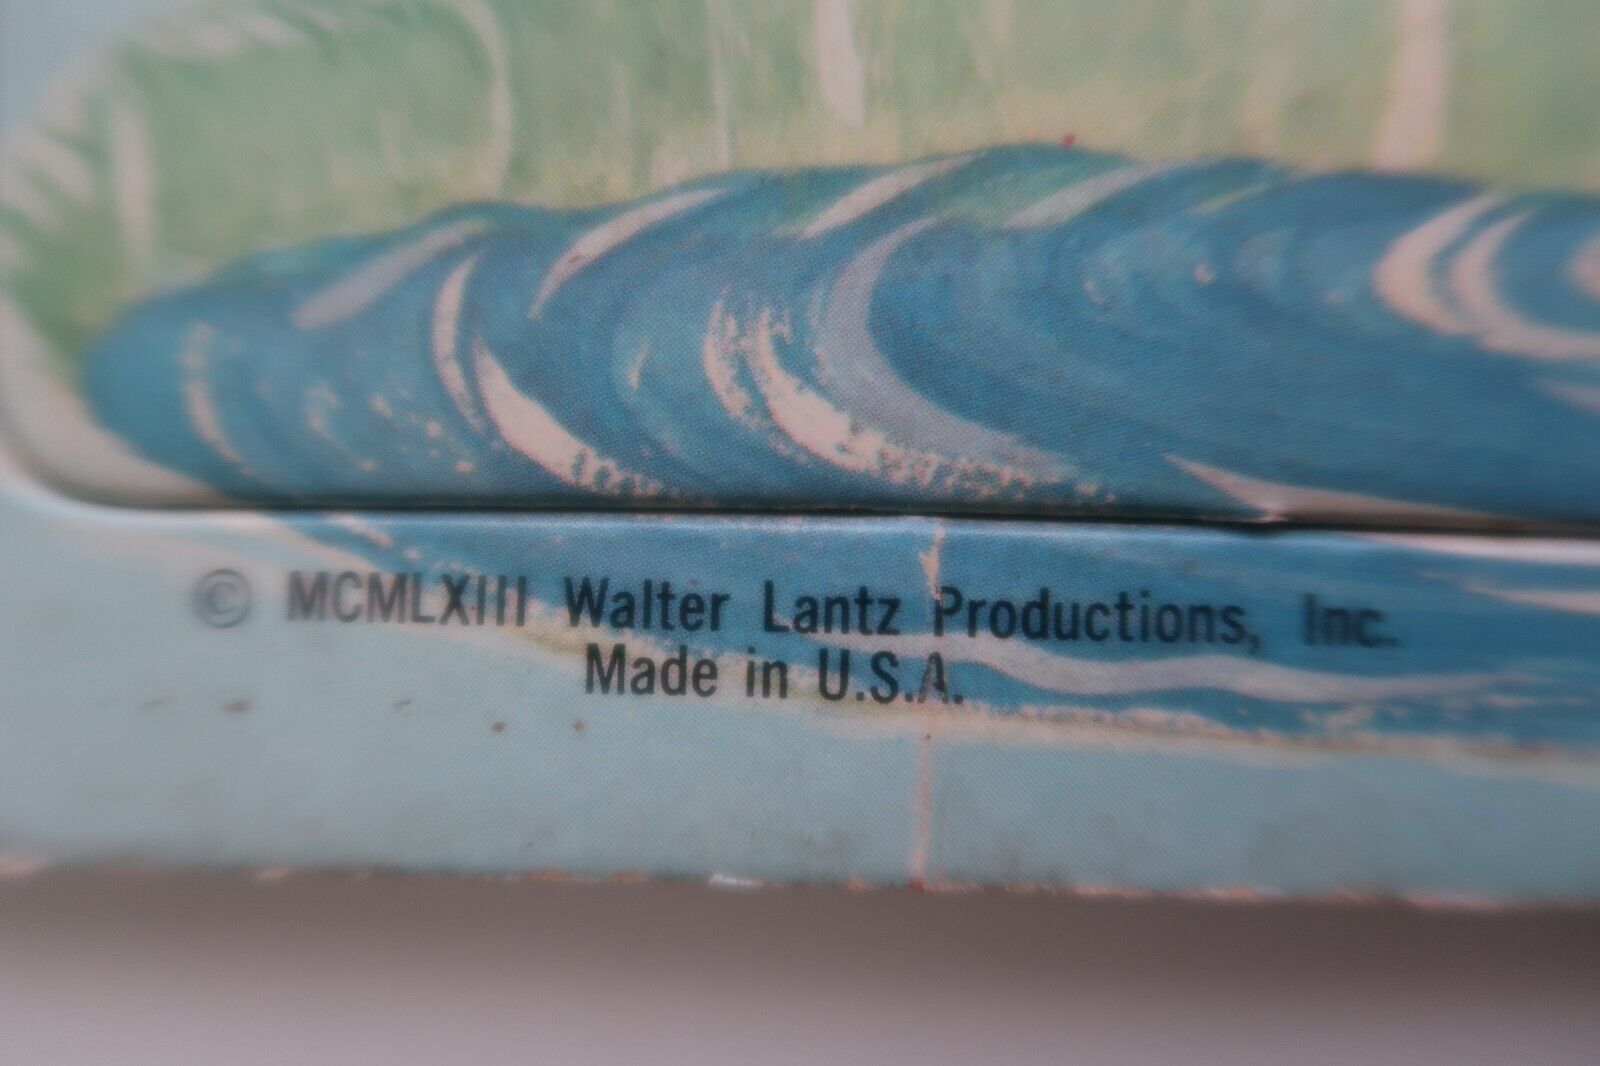 © MCMLXIII Walter Lantz Productions, Inc.
Made in U.S.A.